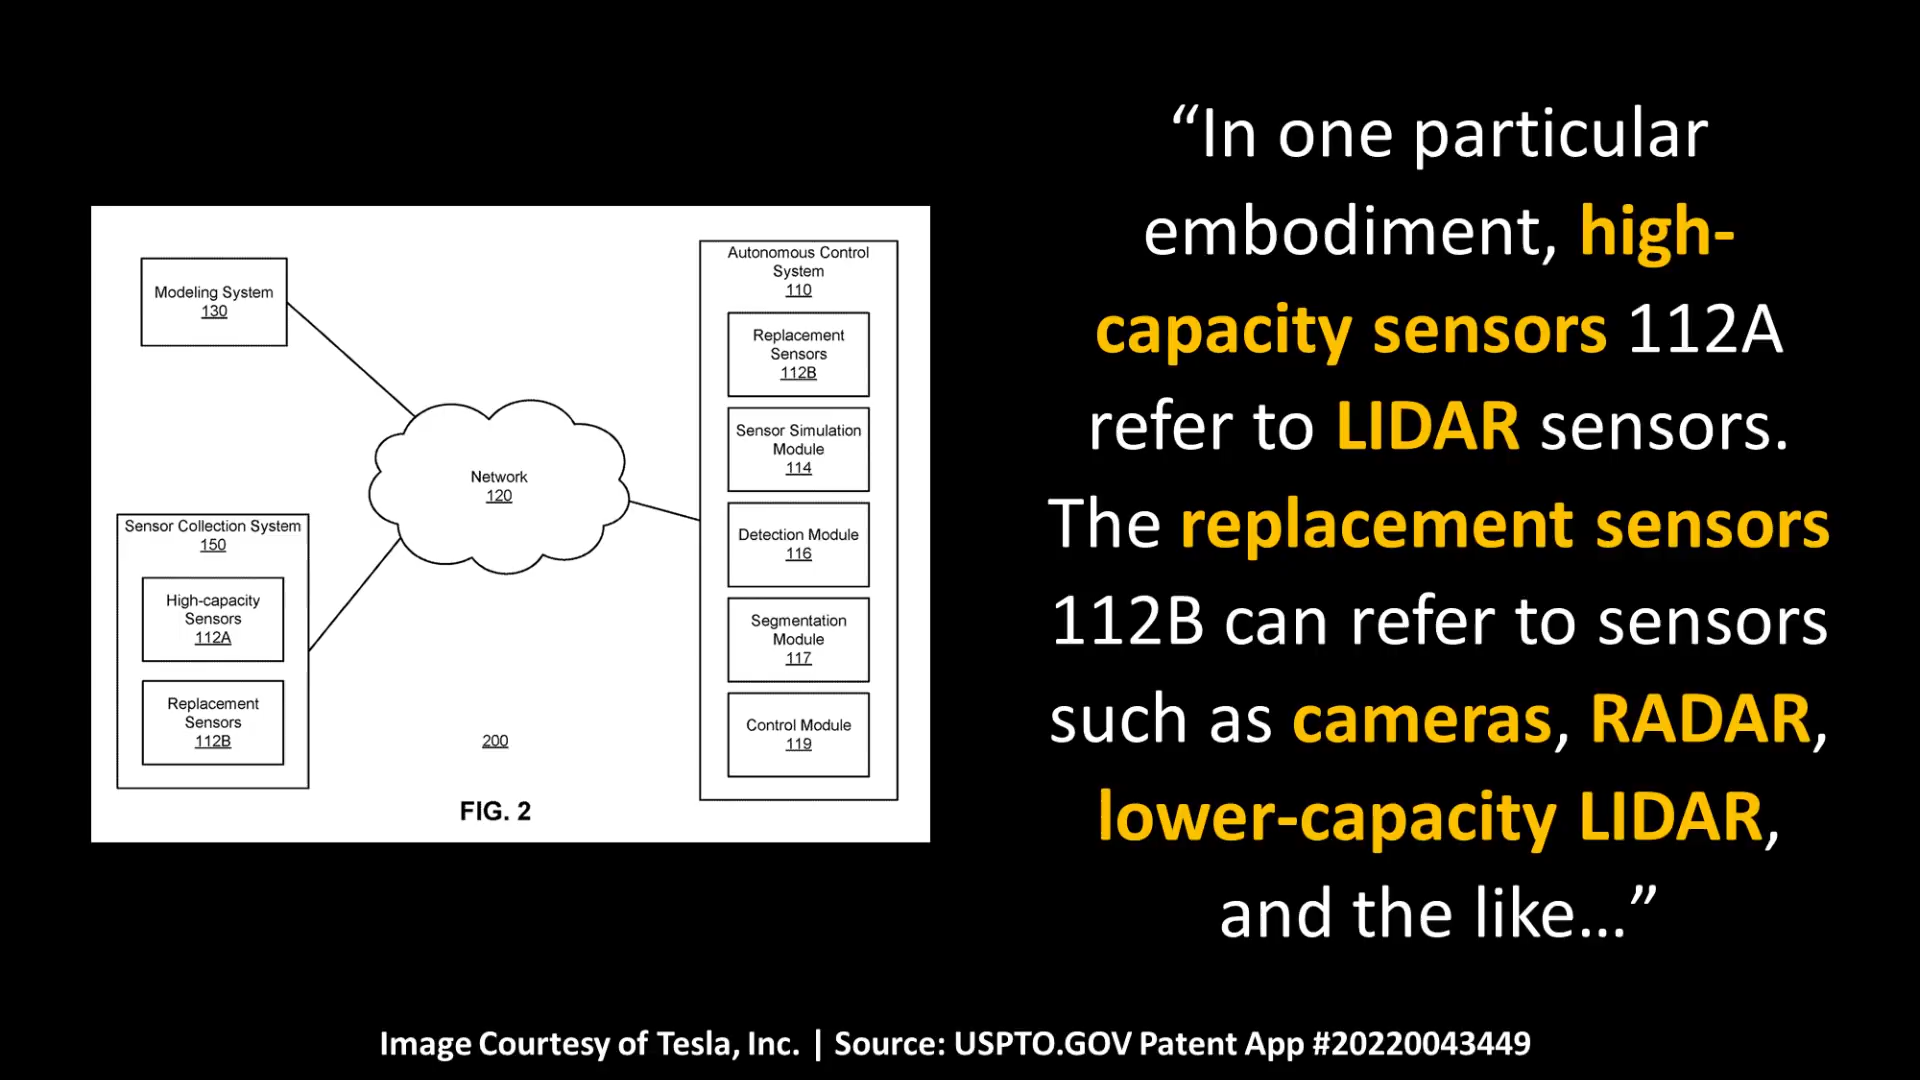 Modeling System
130
Sensor Collection System
150
High-capacity
Sensors
112A
Replacement
Sensors
112B
Network
120
200
FIG. 2
Autonomous Control
System
110
Replacement
Sensors
112B
Sensor Simulation
Module
114
Detection Module
116
Segmentation
Module
117
Control Module
119
“In one particular
embodiment, high-
capacity sensors 112A
refer to LIDAR sensors.
The replacement sensors
112B can refer to sensors
such as cameras, RADAR,
lower-capacity LIDAR,
and the like…”
Image Courtesy of Tesla, Inc. | Source: USPTO.GOV Patent App #20220043449